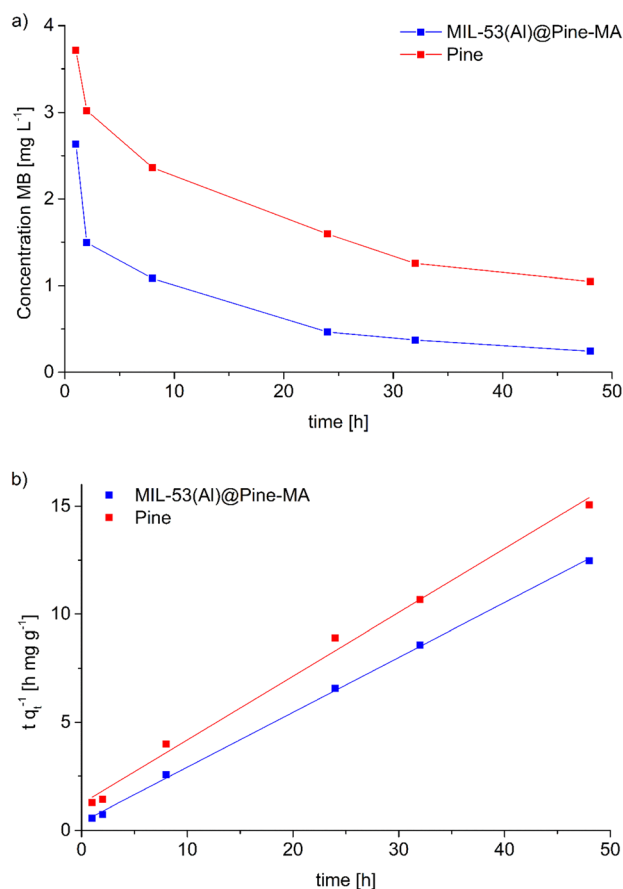 a)
MIL-53(Al)@Pine-MA
Pine
Concentration MB [mg L⁻¹]
4
3
2
1
0
0 10 20 30 40 50
time [h]
b)
MIL-53(Al)@Pine-MA
Pine
t qₜ⁻¹ [h mg g⁻¹]
15
10
5
0
0 10 20 30 40 50
time [h]